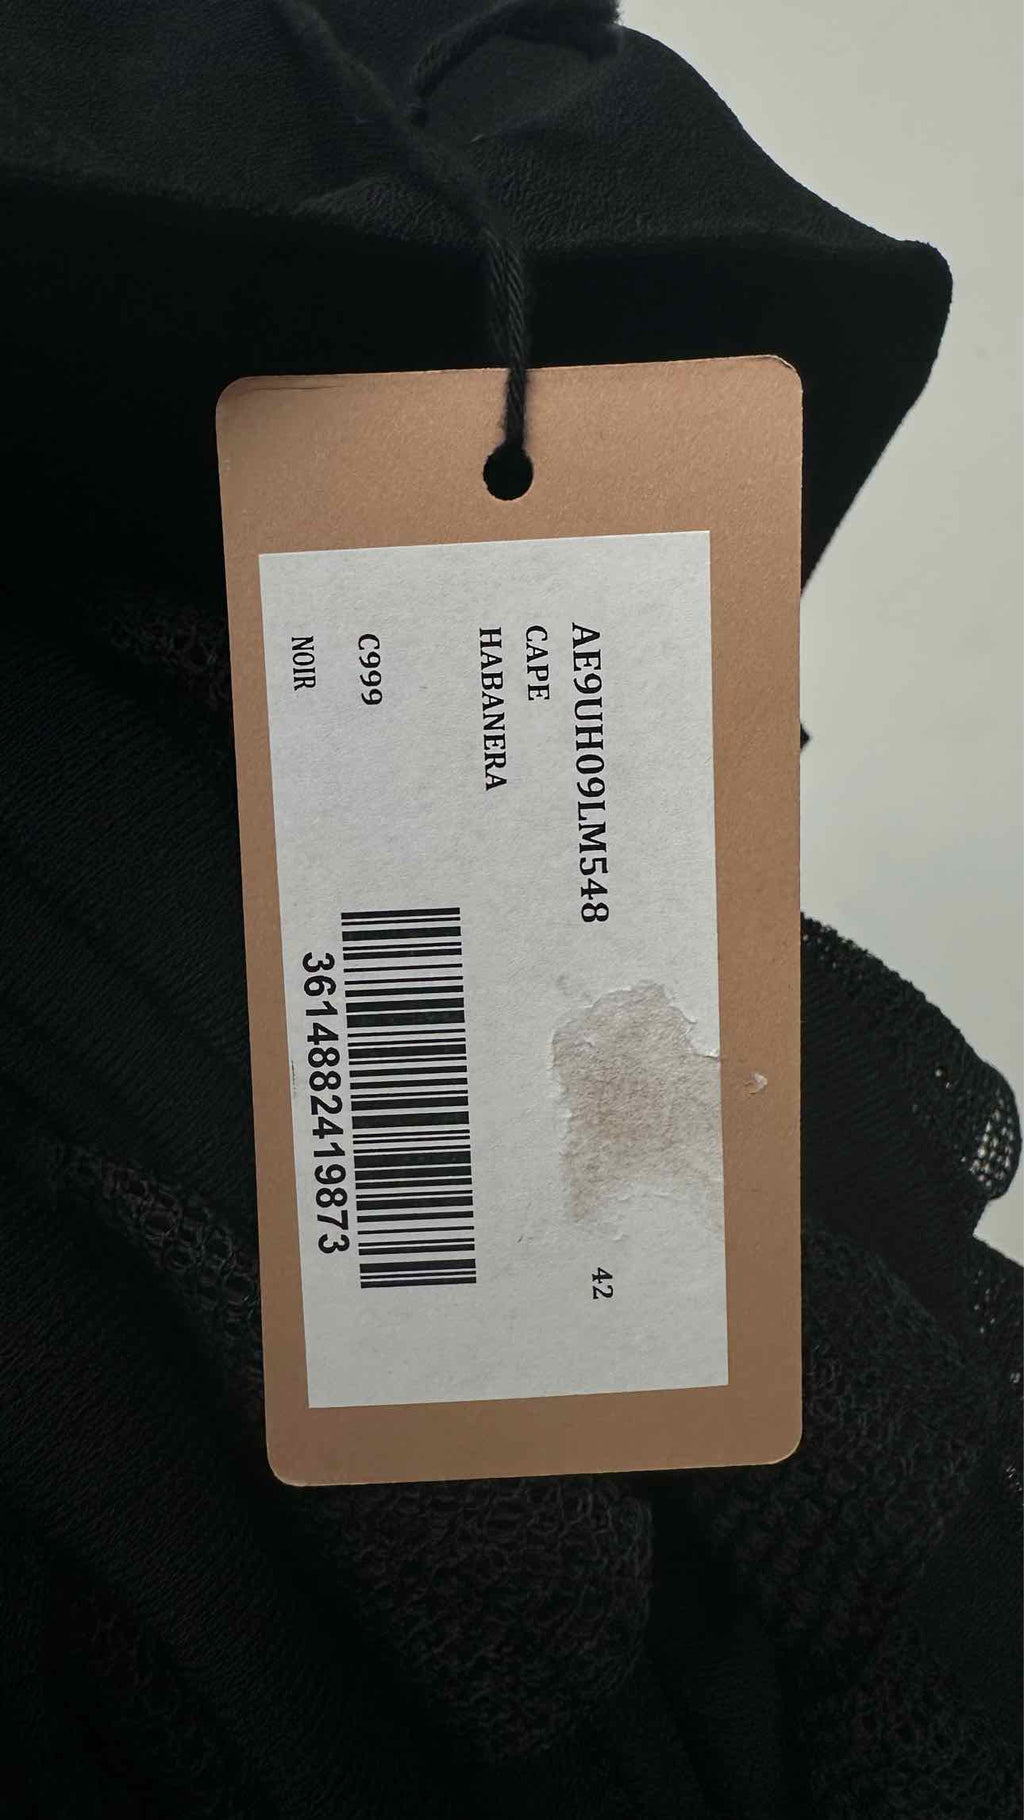 AE9UH09LM548 42
CAPE
HABANERA
C999
NOIR
3614882419873